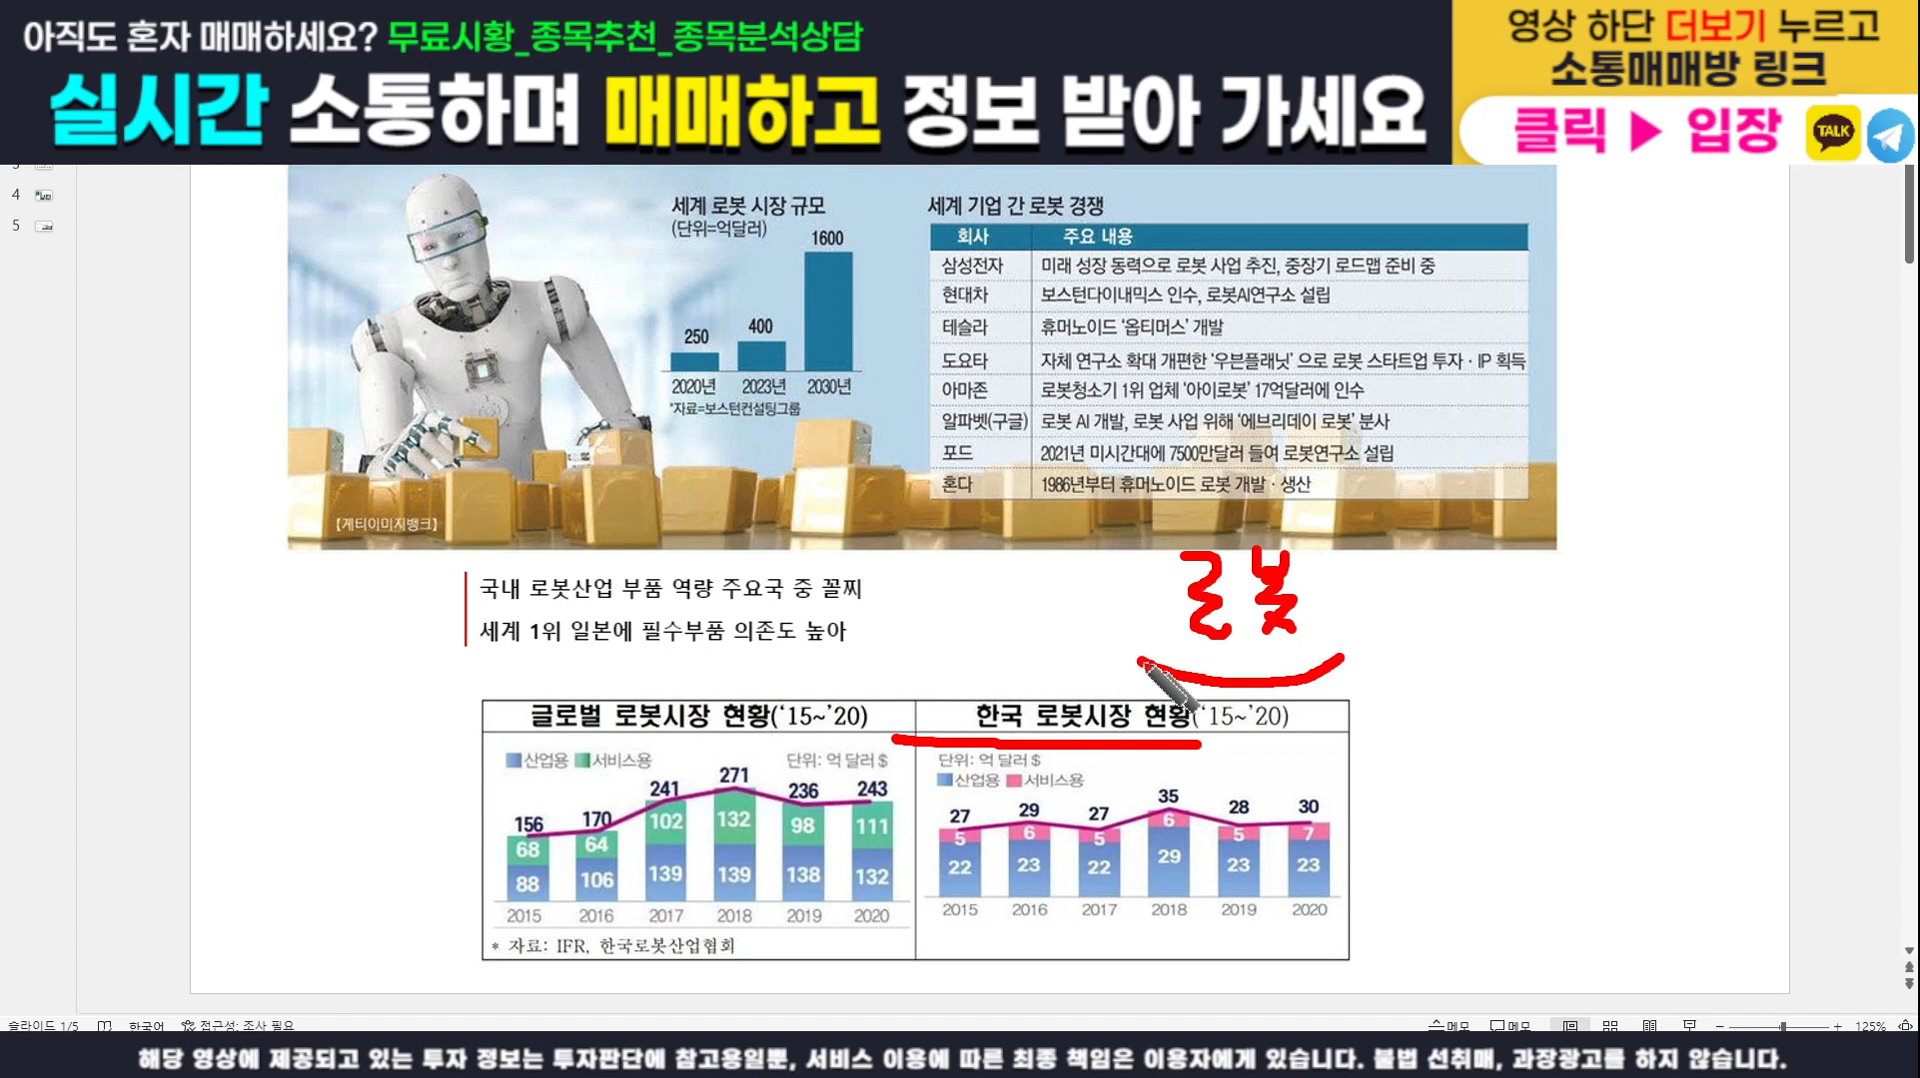 아직도 혼자 매매하세요? 무료시황_종목추천_종목분석상담
실시간 소통하며 매매하고 정보 받아 가세요
영상 하단 더보기 누르고
소통매매방 링크
클릭 ▶ 입장
TALK
4
5
세계 로봇 시장 규모
(단위=억달러)
250 400 1600
2020년 2023년 2030년
*자료=보스턴컨설팅그룹
【게티이미지뱅크】
세계 기업 간 로봇 경쟁
회사 주요 내용
삼성전자 미래 성장 동력으로 로봇 사업 추진, 중장기 로드맵 준비 중
현대차 보스턴다이내믹스 인수, 로봇AI연구소 설립
테슬라 휴머노이드 ‘옵티머스’ 개발
도요타 자체 연구소 확대 개편한 ‘우븐플래닛’ 으로 로봇 스타트업 투자 · IP 획득
아마존 로봇청소기 1위 업체 ‘아이로봇’ 17억달러에 인수
알파벳(구글) 로봇 AI 개발, 로봇 사업 위해 ‘에브리데이 로봇’ 분사
포드 2021년 미시간대에 7500만달러 들여 로봇연구소 설립
혼다 1986년부터 휴머노이드 로봇 개발 · 생산
국내 로봇산업 부품 역량 주요국 중 꼴찌
세계 1위 일본에 필수부품 의존도 높아
로봇
글로벌 로봇시장 현황(‘15~’20)
산업용 서비스용 단위: 억 달러 $
156 170 241 271 236 243
68 64 102 132 98 111
88 106 139 139 138 132
2015 2016 2017 2018 2019 2020
* 자료: IFR, 한국로봇산업협회
한국 로봇시장 현황(‘15~’20)
단위: 억 달러 $
산업용 서비스용
27 29 27 35 28 30
5 6 5 6 5 7
22 23 22 29 23 23
2015 2016 2017 2018 2019 2020
슬라이드 1/5 한국어 접근성: 조사 필요 메모 메모 125%
해당 영상에 제공되고 있는 투자 정보는 투자판단에 참고용일뿐, 서비스 이용에 따른 최종 책임은 이용자에게 있습니다. 불법 선취매, 과장광고를 하지 않습니다.